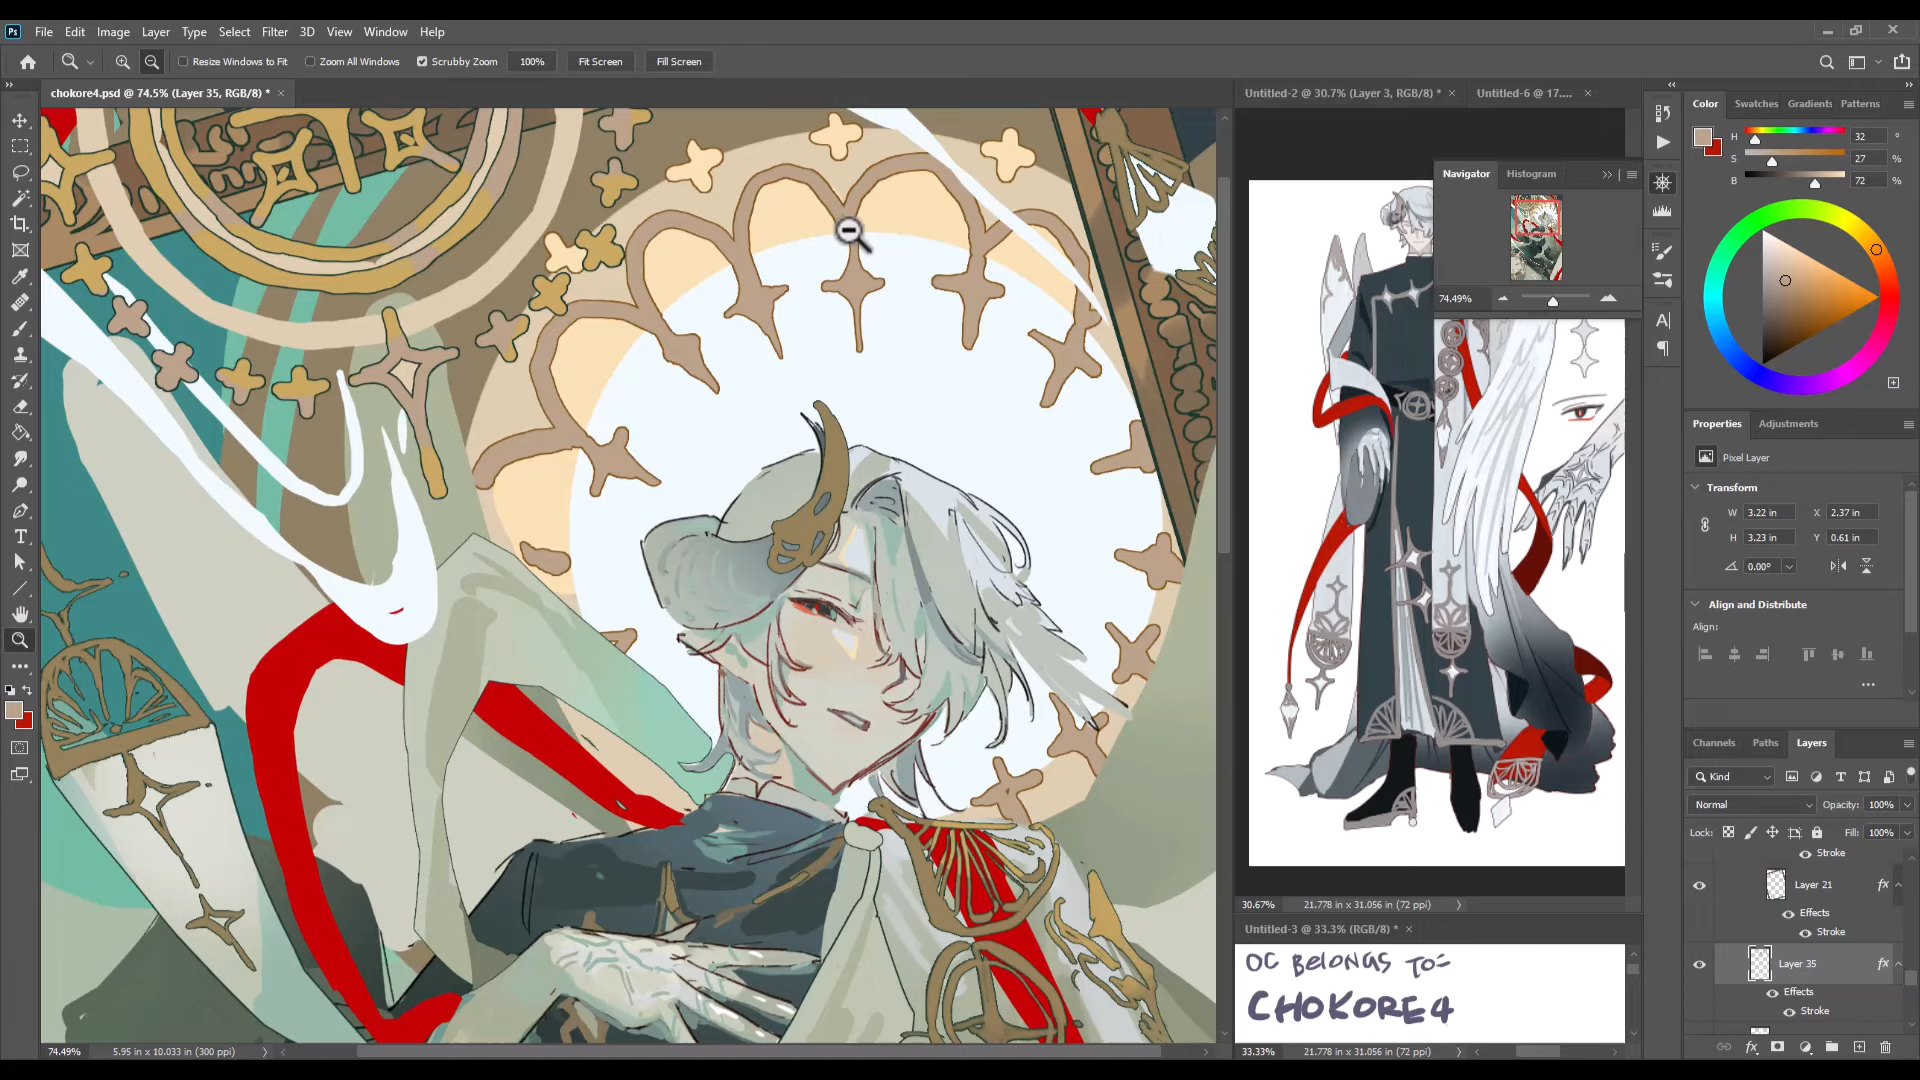 Ps File Edit Image Layer Type Select Filter 3D View Window Help
Resize Windows to Fit Zoom All Windows Scrubby Zoom 100% Fit Screen Fill Screen
chokore4.psd @ 74.5% (Layer 35, RGB/8) *
Untitled-2 @ 30.7% (Layer 3, RGB/8) * Untitled-6 @ 17....
Color Swatches Gradients Patterns
H 32 °
S 27 %
B 72 %
Navigator Histogram
74.49%
Properties Adjustments
Pixel Layer
Transform
W 3.22 in X 2.37 in
H 3.23 in Y 0.61 in
0.00°
Align and Distribute
Align:
Channels Paths Layers
Kind
Normal Opacity: 100%
Lock: Fill: 100%
Stroke
Layer 21 fx
Effects
Stroke
Layer 35 fx
Effects
Stroke
fx
30.67% 21.778 in x 31.056 in (72 ppi)
Untitled-3 @ 33.3% (RGB/8) *
OC BELONGS TO:
CHOKORE4
33.33% 21.778 in x 31.056 in (72 ppi)
74.49% 5.95 in x 10.033 in (300 ppi)